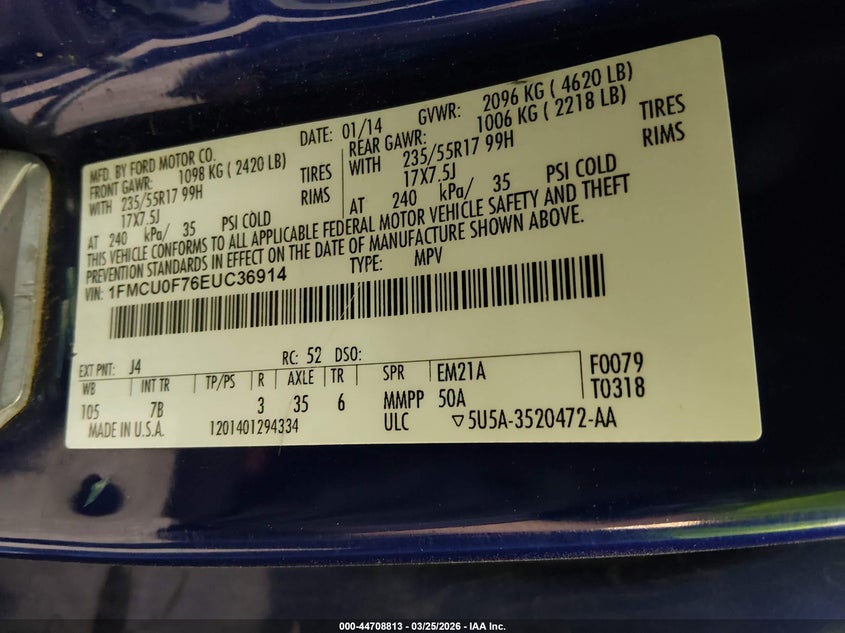 MFD. BY FORD MOTOR CO. DATE: 01/14 GVWR: 2096 KG ( 4620 LB)
FRONT GAWR: 1098 KG ( 2420 LB) REAR GAWR: 1006 KG ( 2218 LB)
WITH 235/55R17 99H TIRES WITH 235/55R17 99H TIRES
17X7.5J RIMS 17X7.5J RIMS
AT 240 kPa/ 35 PSI COLD AT 240 kPa/ 35 PSI COLD
THIS VEHICLE CONFORMS TO ALL APPLICABLE FEDERAL MOTOR VEHICLE SAFETY AND THEFT
PREVENTION STANDARDS IN EFFECT ON THE DATE OF MANUFACTURE SHOWN ABOVE.
VIN: 1FMCU0F76EUC36914 TYPE: MPV
EXT PNT: J4 RC: 52 DSO:
WB INT TR TP/PS R AXLE TR SPR EM21A F0079
105 7B 3 35 6 MMPP 50A T0318
MADE IN U.S.A. 1201401294334 ULC ▽5U5A-3520472-AA
000-44708813 - 03/25/2026 - IAA Inc.